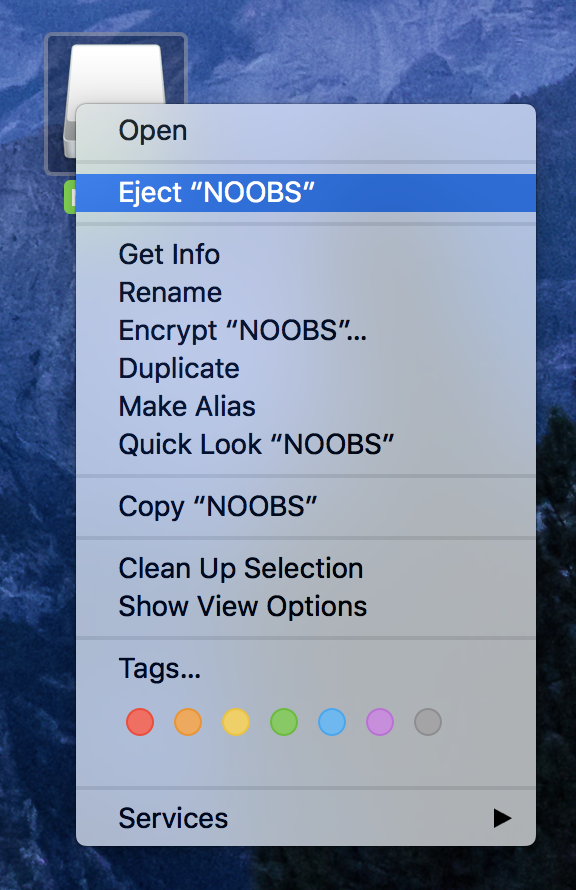 Open
Eject “NOOBS”
Get Info
Rename
Encrypt “NOOBS”...
Duplicate
Make Alias
Quick Look “NOOBS”
Copy “NOOBS”
Clean Up Selection
Show View Options
Tags...
Services